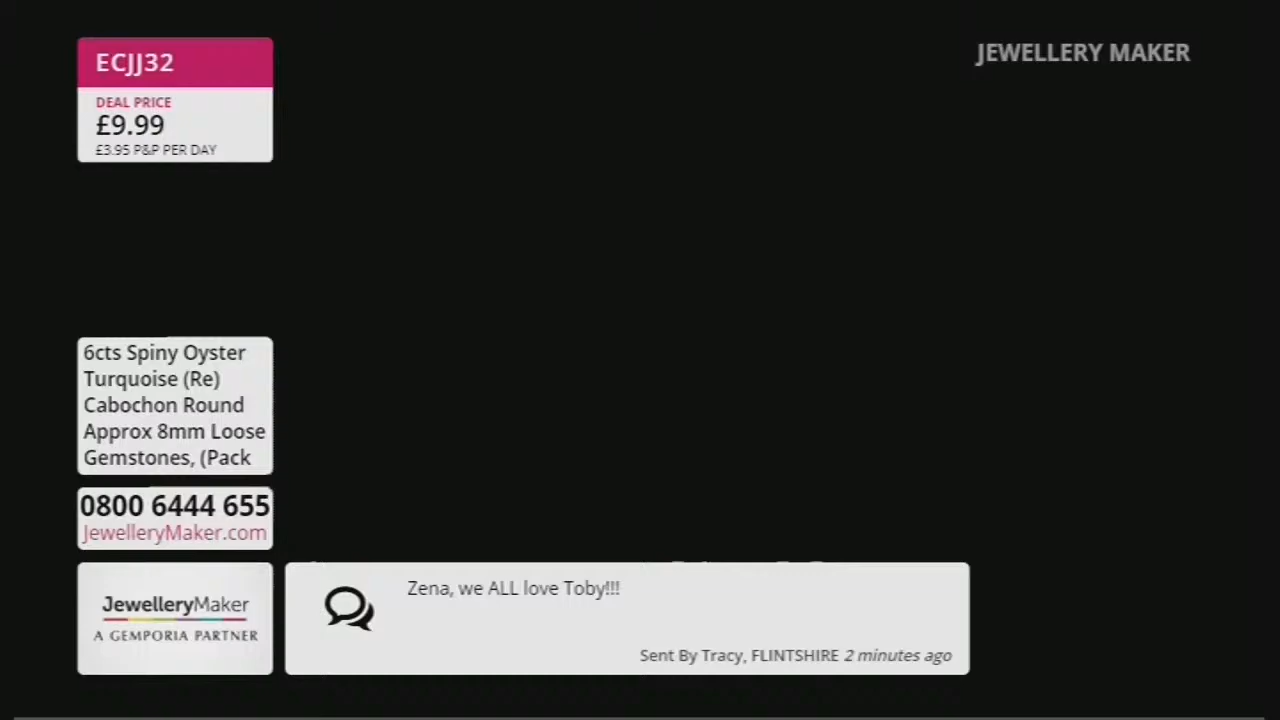 ECJJ32
DEAL PRICE
£9.99
£3.95 P&P PER DAY
JEWELLERY MAKER
6cts Spiny Oyster
Turquoise (Re)
Cabochon Round
Approx 8mm Loose
Gemstones, (Pack
0800 6444 655
JewelleryMaker.com
JewelleryMaker
A GEMPORIA PARTNER
Zena, we ALL love Toby!!!
Sent By Tracy, FLINTSHIRE 2 minutes ago